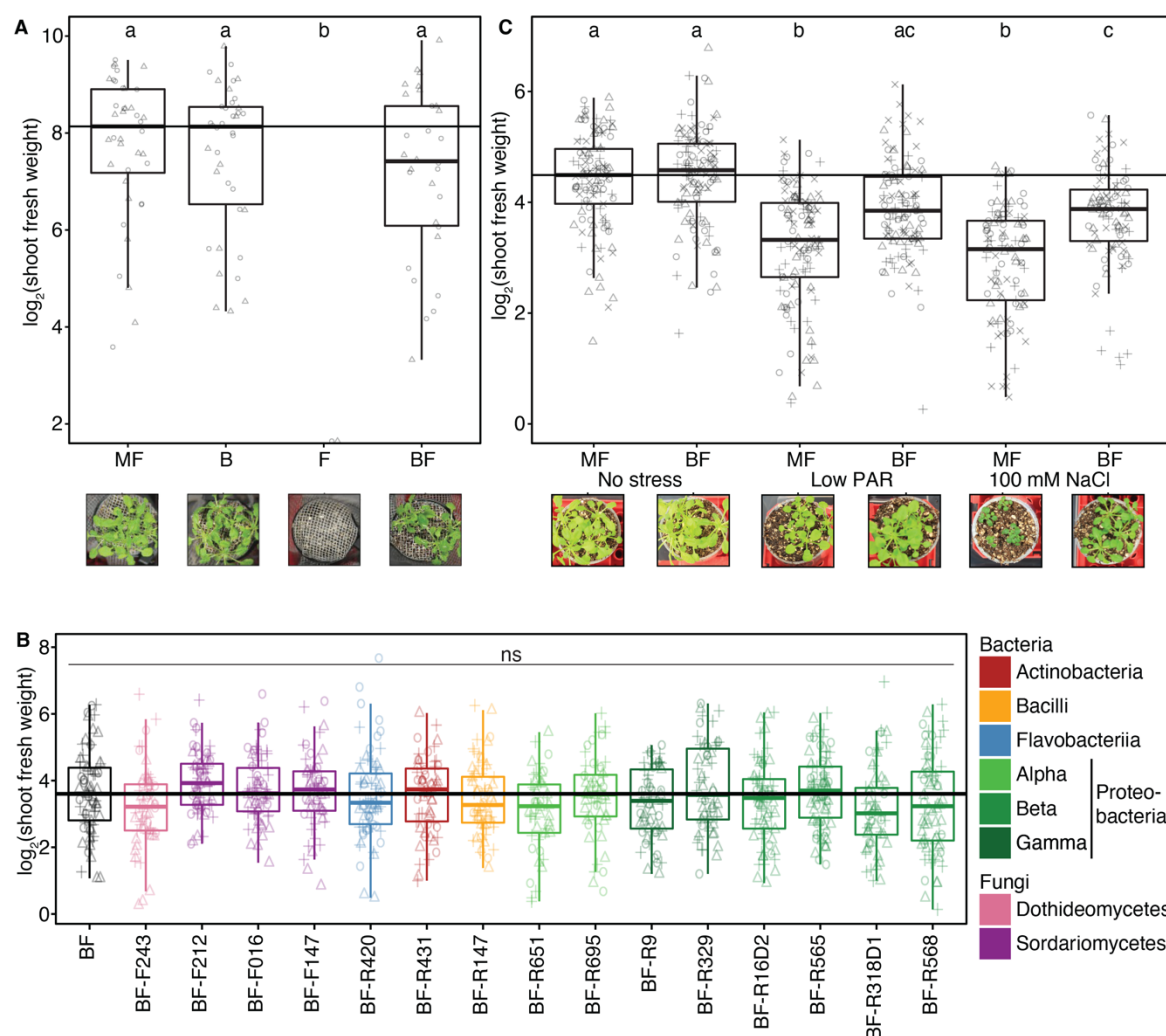 A
a a b a
log2(shoot fresh weight)
10
8
6
4
2
MF B F BF
C
a a b ac b c
log2(shoot fresh weight)
6
4
2
0
MF BF MF BF MF BF
No stress Low PAR 100 mM NaCl
B
ns
log2(shoot fresh weight)
8
6
4
2
0
BF
BF-F243
BF-F212
BF-F016
BF-F147
BF-R420
BF-R431
BF-R147
BF-R651
BF-R695
BF-R9
BF-R329
BF-R16D2
BF-R565
BF-R318D1
BF-R568
Bacteria
Actinobacteria
Bacilli
Flavobacteriia
Alpha
Beta
Gamma
Proteo-
bacteria
Fungi
Dothideomycetes
Sordariomycetes